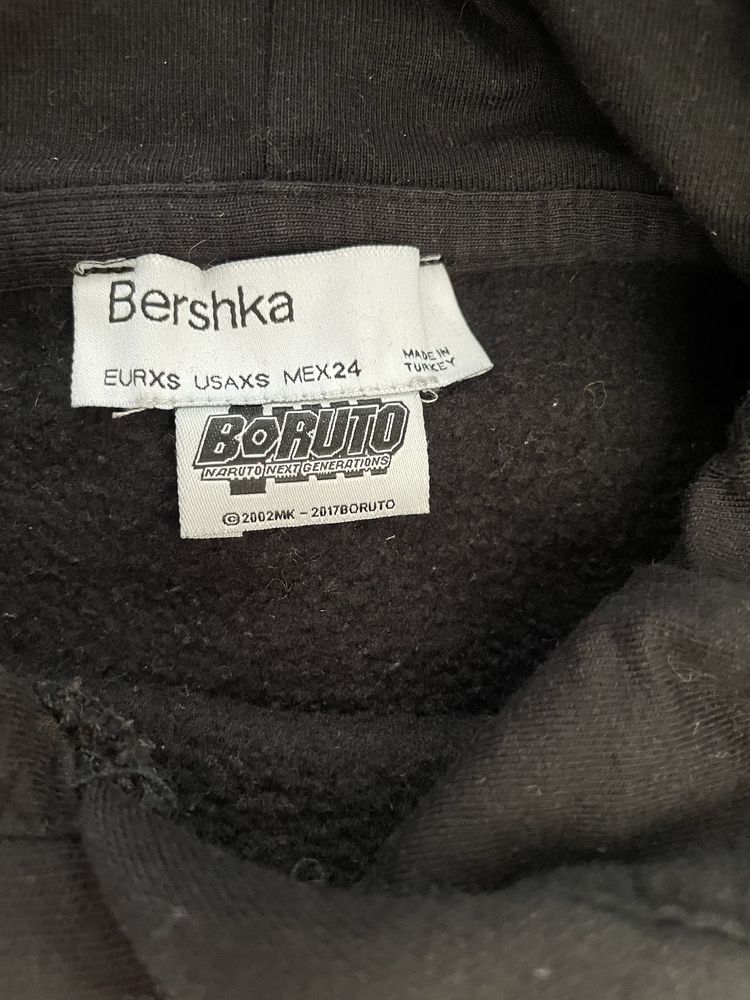 Bershka
EURXS USAXS MEX24
MADE IN
TURKEY
BORUTO
NARUTO NEXT GENERATIONS
©2002MK - 2017BORUTO